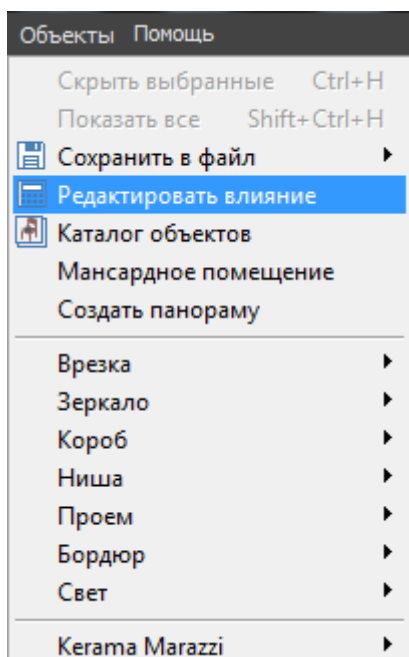 Объекты Помощь
Скрыть выбранные Ctrl+H
Показать все Shift+Ctrl+H
Сохранить в файл
Редактировать влияние
Каталог объектов
Мансардное помещение
Создать панораму
Врезка
Зеркало
Короб
Ниша
Проем
Бордюр
Свет
Kerama Marazzi